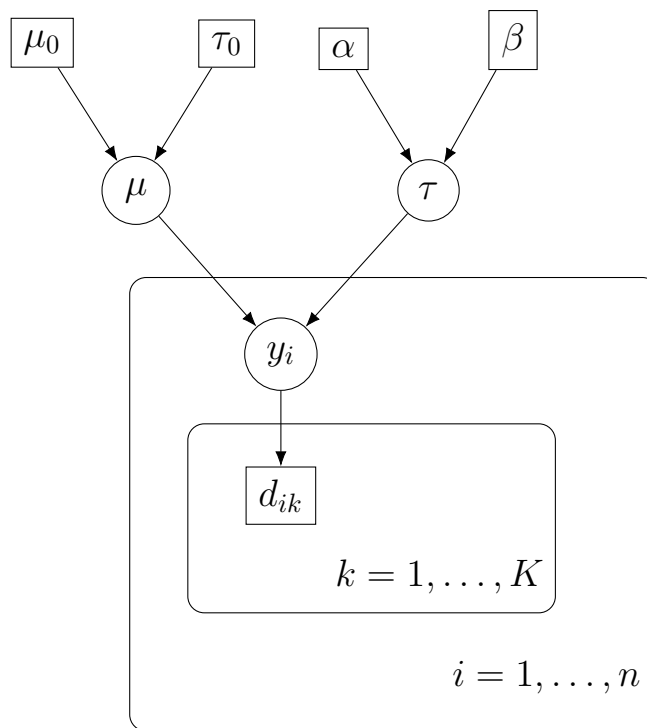 μ₀ τ₀ α β
μ τ
yᵢ
dᵢₖ
k = 1, . . . , K
i = 1, . . . , n